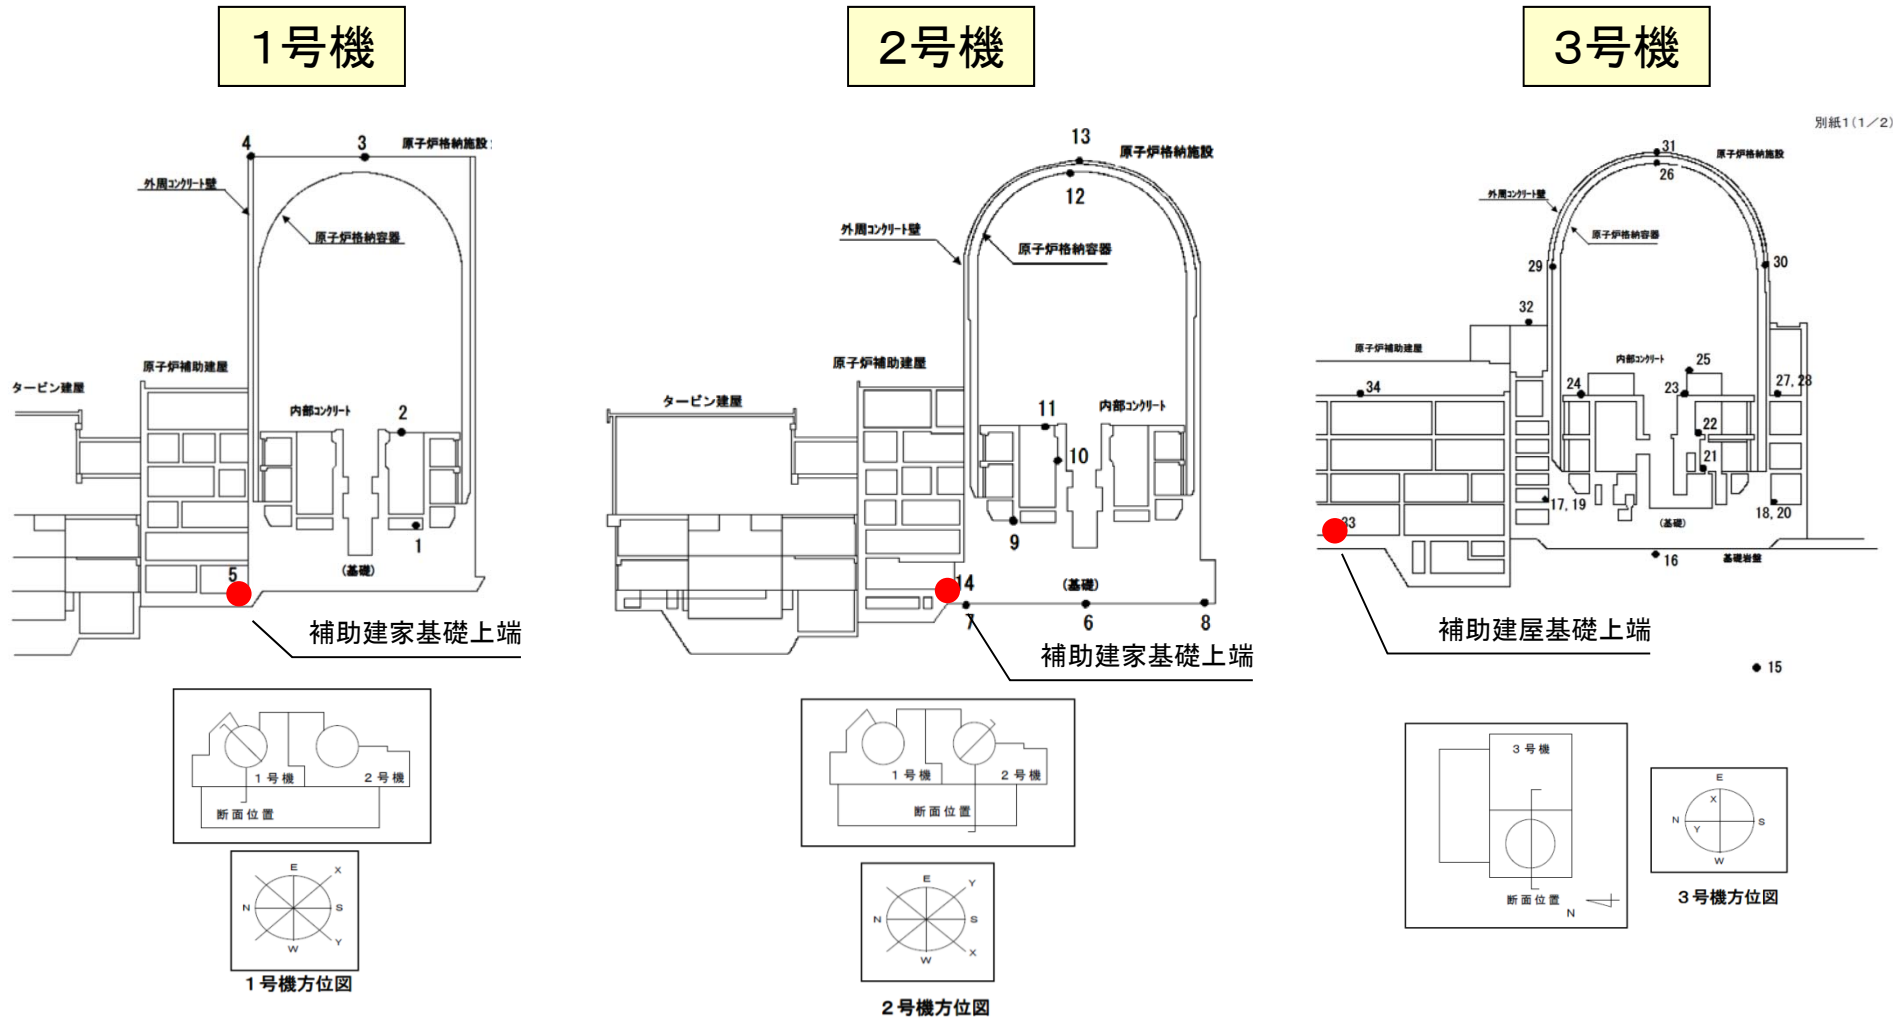 １号機
4
3
原子炉格納施設
外周コンクリート壁
原子炉格納容器
原子炉補助建屋
タービン建屋
内部コンクリート
2
1
5
(基礎)
補助建家基礎上端
1号機
2号機
断面位置
E
X
N
S
W
Y
1号機方位図
２号機
13
原子炉格納施設
12
外周コンクリート壁
原子炉格納容器
原子炉補助建屋
タービン建屋
11
内部コンクリート
10
9
14
(基礎)
7
6
8
補助建家基礎上端
1号機
2号機
断面位置
E
Y
N
S
W
X
2号機方位図
３号機
別紙1(1／2)
31
原子炉格納施設
26
外周コンクリート壁
原子炉格納容器
29
30
32
原子炉補助建屋
内部コンクリート
25
34
24
23
27, 28
22
21
17, 19
18, 20
33
(基礎)
16
基礎岩盤
補助建屋基礎上端
15
3号機
断面位置
N
E
X
N
S
Y
W
3号機方位図